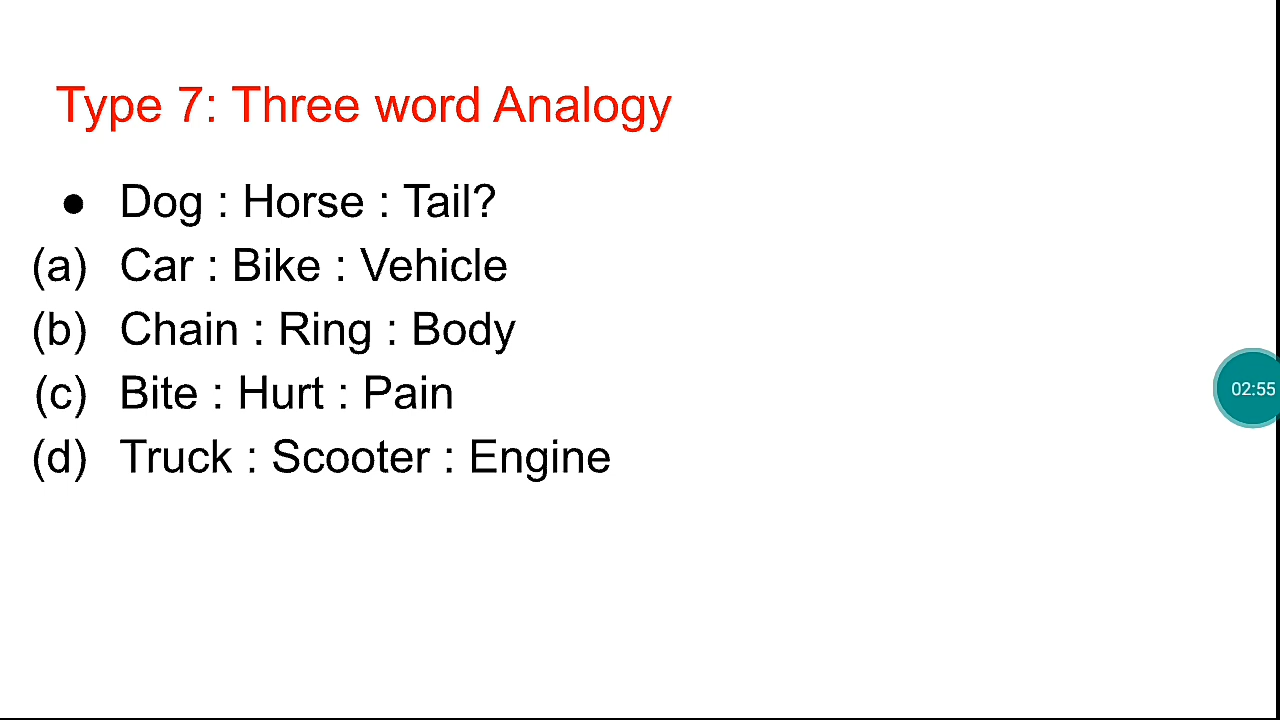 Type 7: Three word Analogy
● Dog : Horse : Tail?
(a) Car : Bike : Vehicle
(b) Chain : Ring : Body
(c) Bite : Hurt : Pain
(d) Truck : Scooter : Engine
02:55